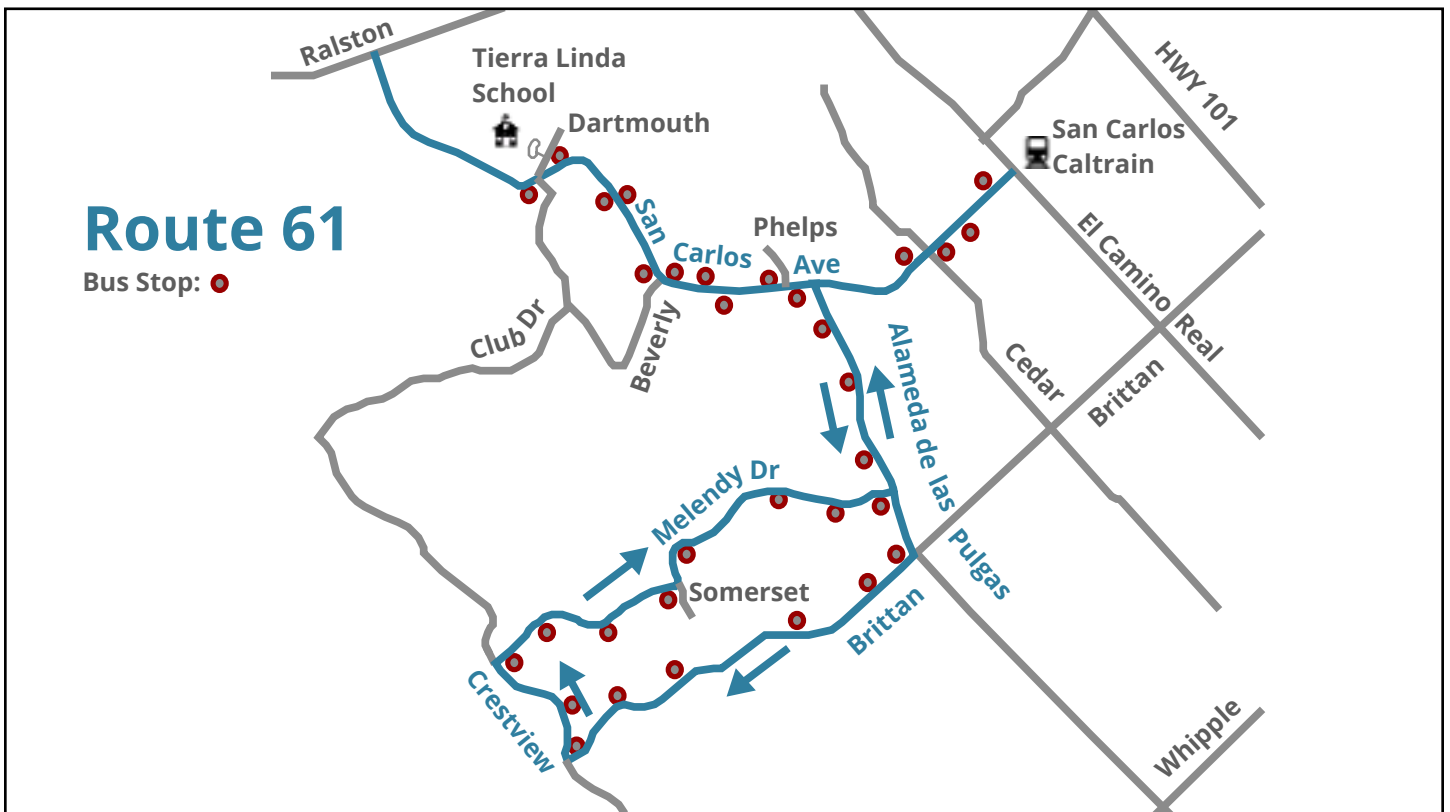 Ralston
Tierra Linda
School
Dartmouth
HWY 101
San Carlos
Caltrain
Route 61
Bus Stop:
San
Carlos
Ave
Phelps
El Camino Real
Club Dr
Beverly
Alameda de las Pulgas
Cedar
Brittan
Melendy Dr
Somerset
Brittan
Crestview
Whipple